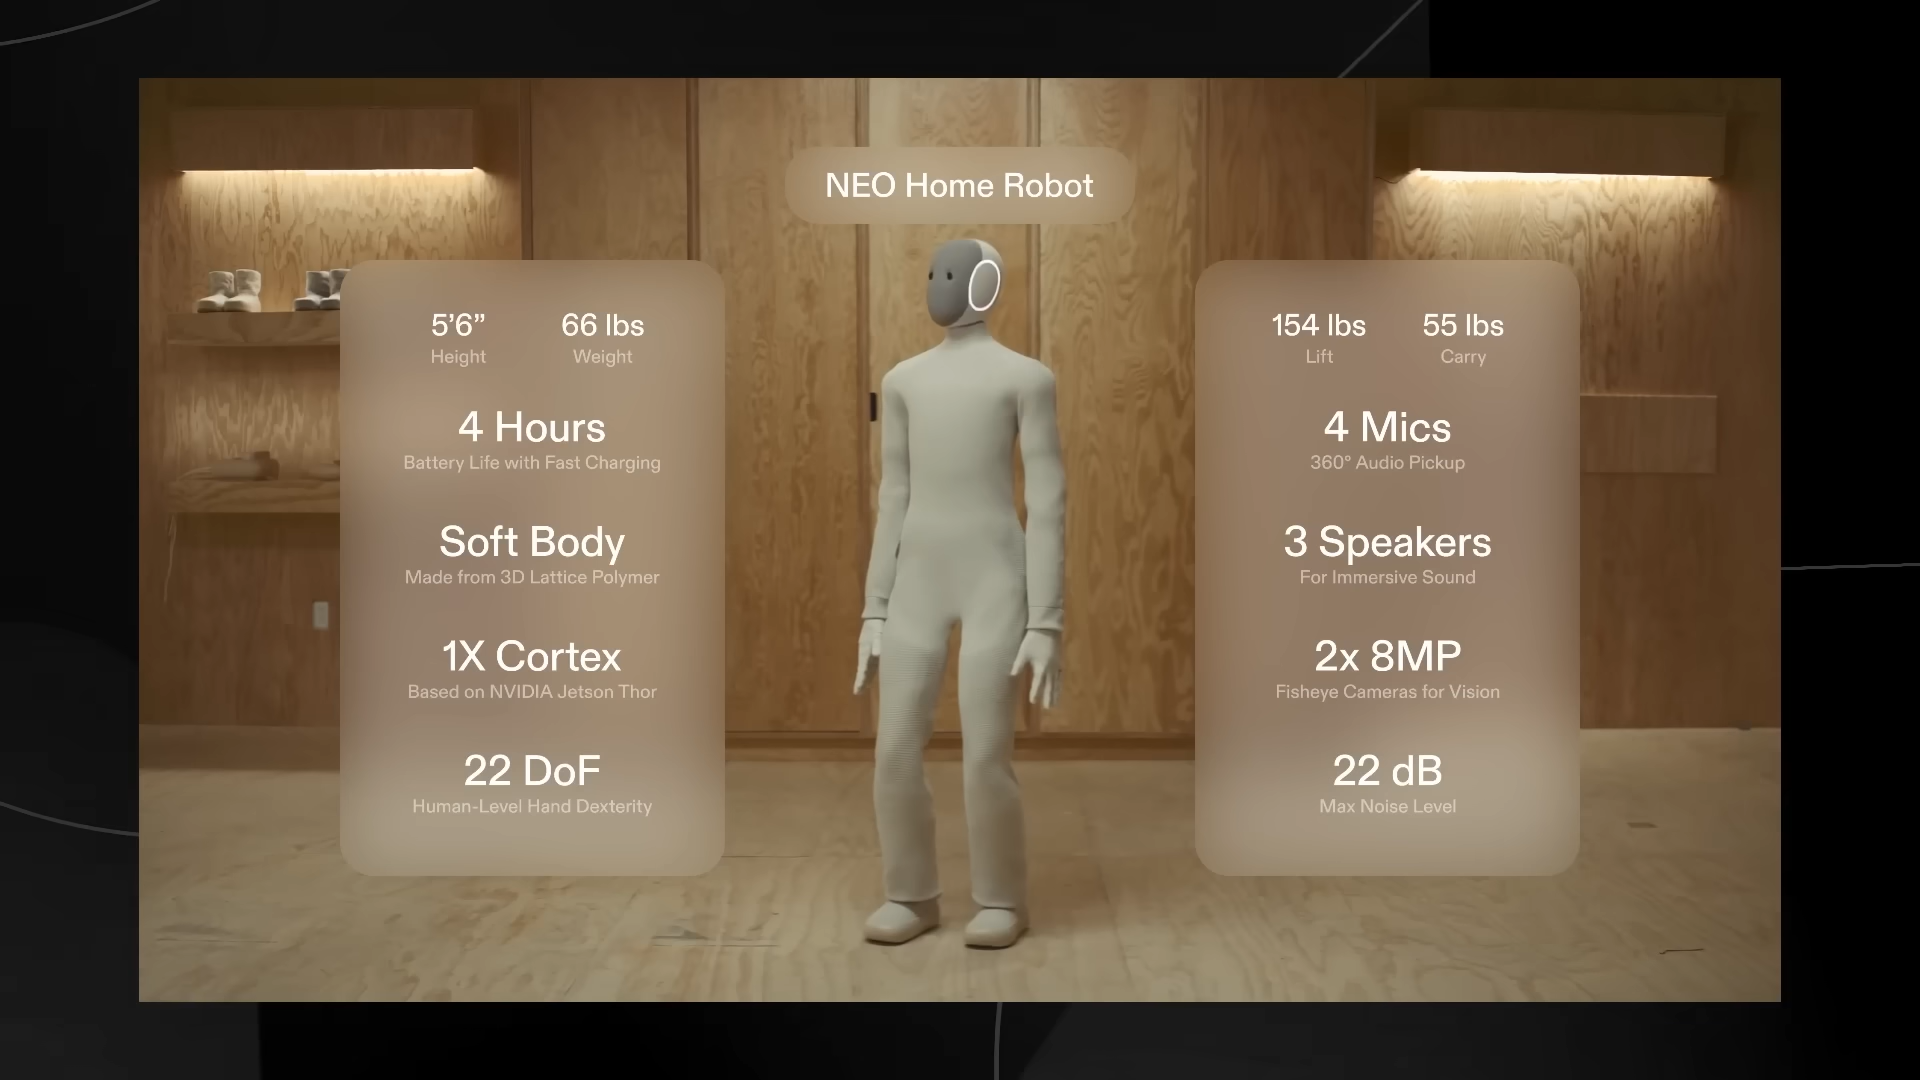 NEO Home Robot
5’6” 66 lbs
Height Weight
4 Hours
Battery Life with Fast Charging
Soft Body
Made from 3D Lattice Polymer
1X Cortex
Based on NVIDIA Jetson Thor
22 DoF
Human-Level Hand Dexterity
154 lbs 55 lbs
Lift Carry
4 Mics
360° Audio Pickup
3 Speakers
For Immersive Sound
2x 8MP
Fisheye Cameras for Vision
22 dB
Max Noise Level